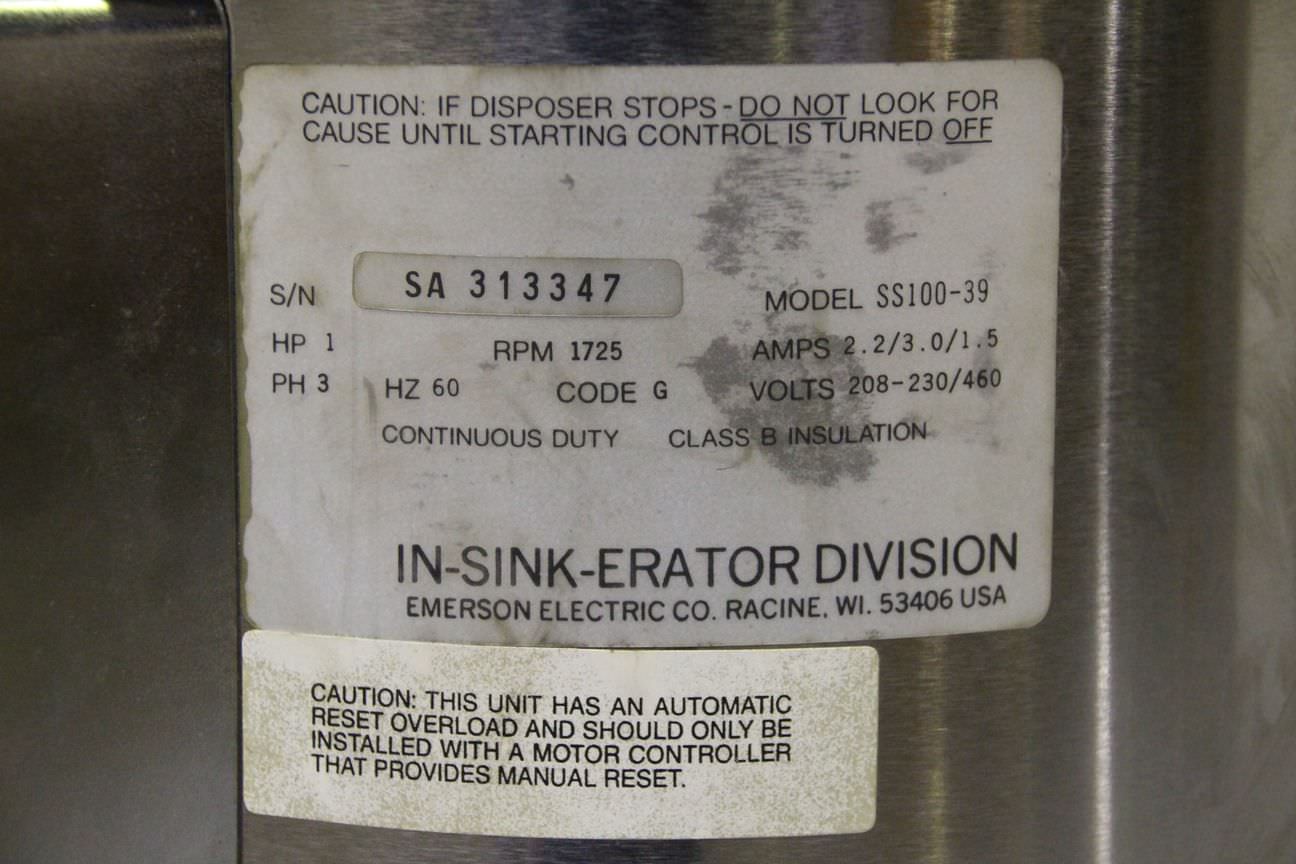 CAUTION: IF DISPOSER STOPS - DO NOT LOOK FOR
CAUSE UNTIL STARTING CONTROL IS TURNED OFF
S/N SA 313347 MODEL SS100-39
HP 1 RPM 1725 AMPS 2.2/3.0/1.5
PH 3 HZ 60 CODE G VOLTS 208-230/460
CONTINUOUS DUTY CLASS B INSULATION
IN-SINK-ERATOR DIVISION
EMERSON ELECTRIC CO. RACINE, WI. 53406 USA
CAUTION: THIS UNIT HAS AN AUTOMATIC
RESET OVERLOAD AND SHOULD ONLY BE
INSTALLED WITH A MOTOR CONTROLLER
THAT PROVIDES MANUAL RESET.